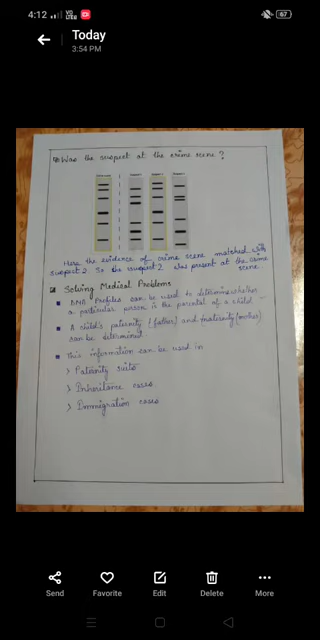 4:12
VO LTE
67
Today
3:54 PM
Was the suspect at the crime scene?
Here the evidence of crime scene matched with
suspect 2. So the suspect 2 was present at the crime
scene
Solving Medical Problems
DNA Profiles can be used to determine whether
a particular person is the parental of a child.
A child's paternity (father) and maternity (mother)
can be determined.
This information can be used in
> Paternity suits
> Inheritance cases
> Immigration cases
Send
Favorite
Edit
Delete
More